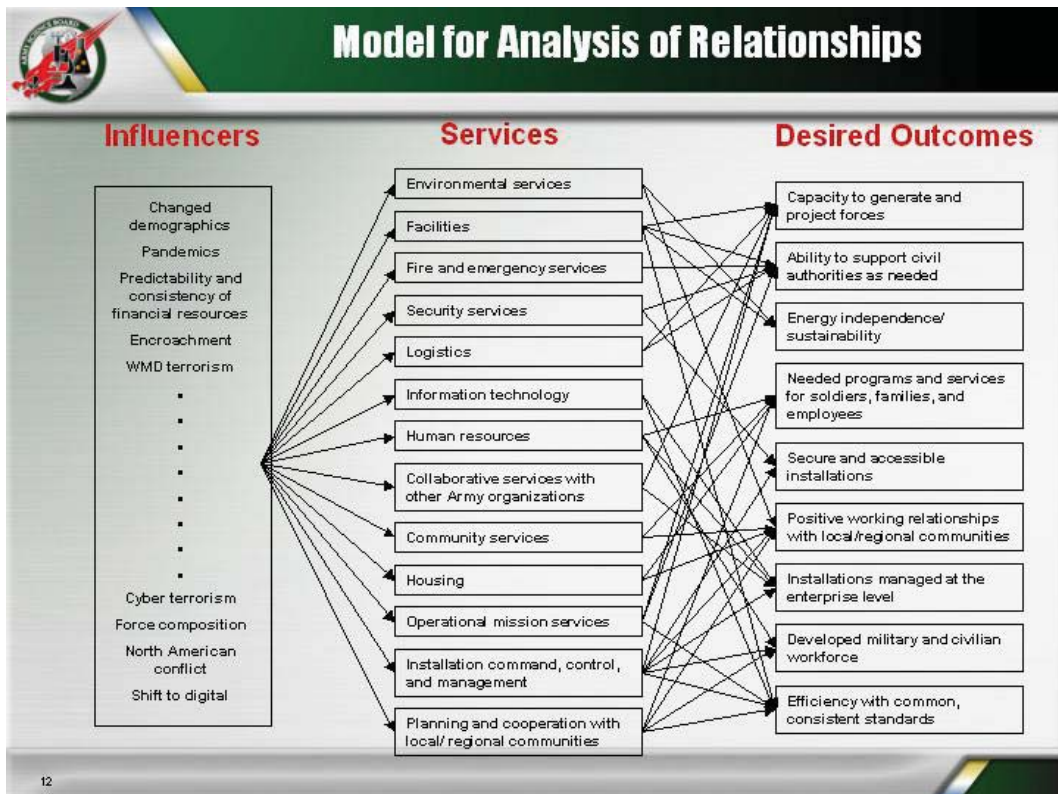 ARMY SCIENCE BOARD
Model for Analysis of Relationships
Influencers
Services
Desired Outcomes
Changed
demographics
Pandemics
Predictability and
consistency of
financial resources
Encroachment
WMD terrorism
Cyber terrorism
Force composition
North American
conflict
Shift to digital
Environmental services
Facilities
Fire and emergency services
Security services
Logistics
Information technology
Human resources
Collaborative services with
other Army organizations
Community services
Housing
Operational mission services
Installation command, control,
and management
Planning and cooperation with
local/ regional communities
Capacity to generate and
project forces
Ability to support civil
authorities as needed
Energy independence/
sustainability
Needed programs and services
for soldiers, families, and
employees
Secure and accessible
installations
Positive working relationships
with local/regional communities
Installations managed at the
enterprise level
Developed military and civilian
workforce
Efficiency with common,
consistent standards
12